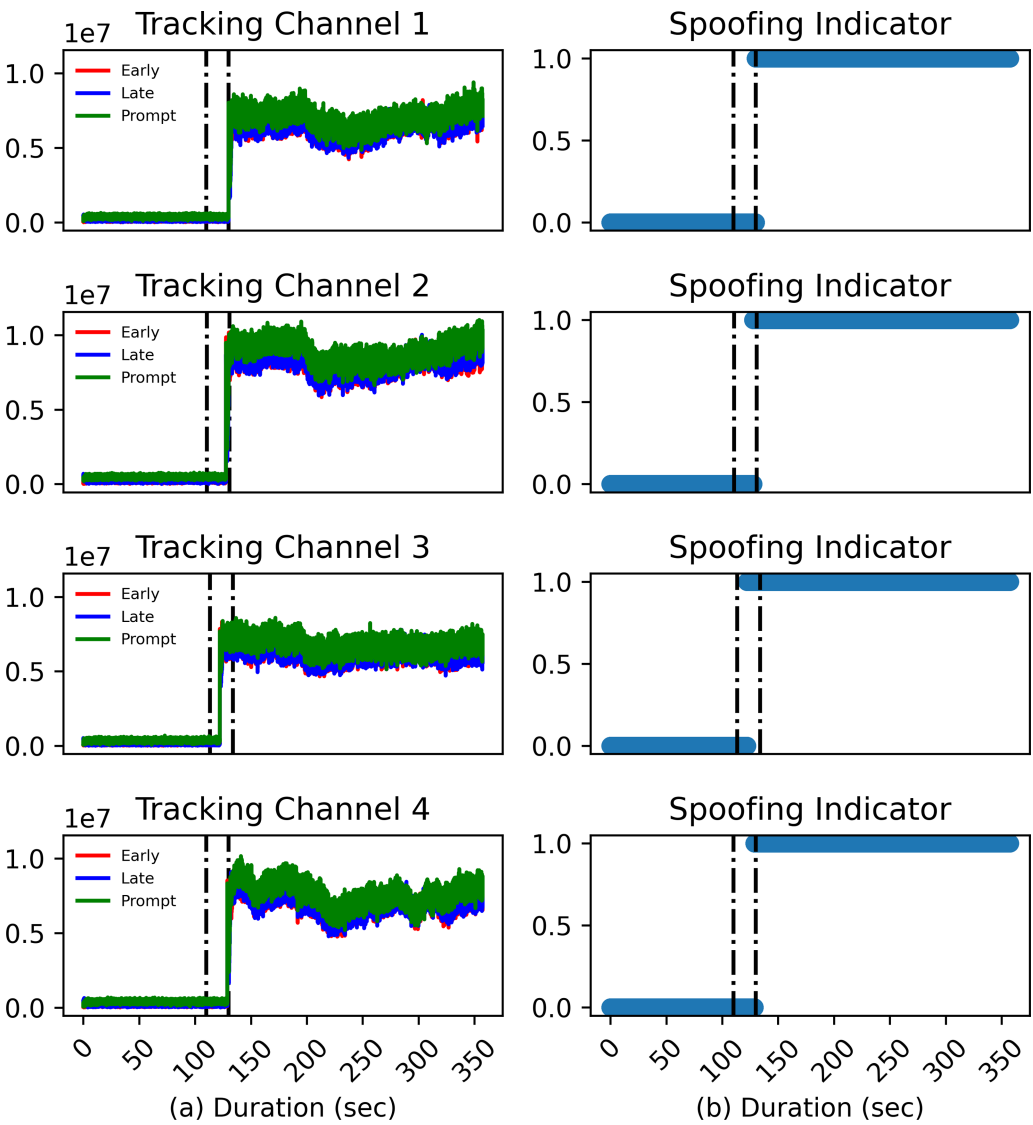 Tracking Channel 1
Spoofing Indicator
1e7
1.0
0.5
0.0
Early
Late
Prompt
1.0
0.5
0.0
Tracking Channel 2
Spoofing Indicator
1e7
1.0
0.5
0.0
Early
Late
Prompt
1.0
0.5
0.0
Tracking Channel 3
Spoofing Indicator
1e7
1.0
0.5
0.0
Early
Late
Prompt
1.0
0.5
0.0
Tracking Channel 4
Spoofing Indicator
1e7
1.0
0.5
0.0
Early
Late
Prompt
1.0
0.5
0.0
0 50 100 150 200 250 300 350
0 50 100 150 200 250 300 350
(a) Duration (sec)
(b) Duration (sec)